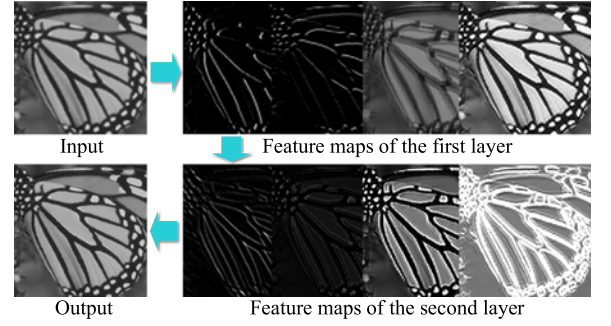 Input
Feature maps of the first layer
Output
Feature maps of the second layer